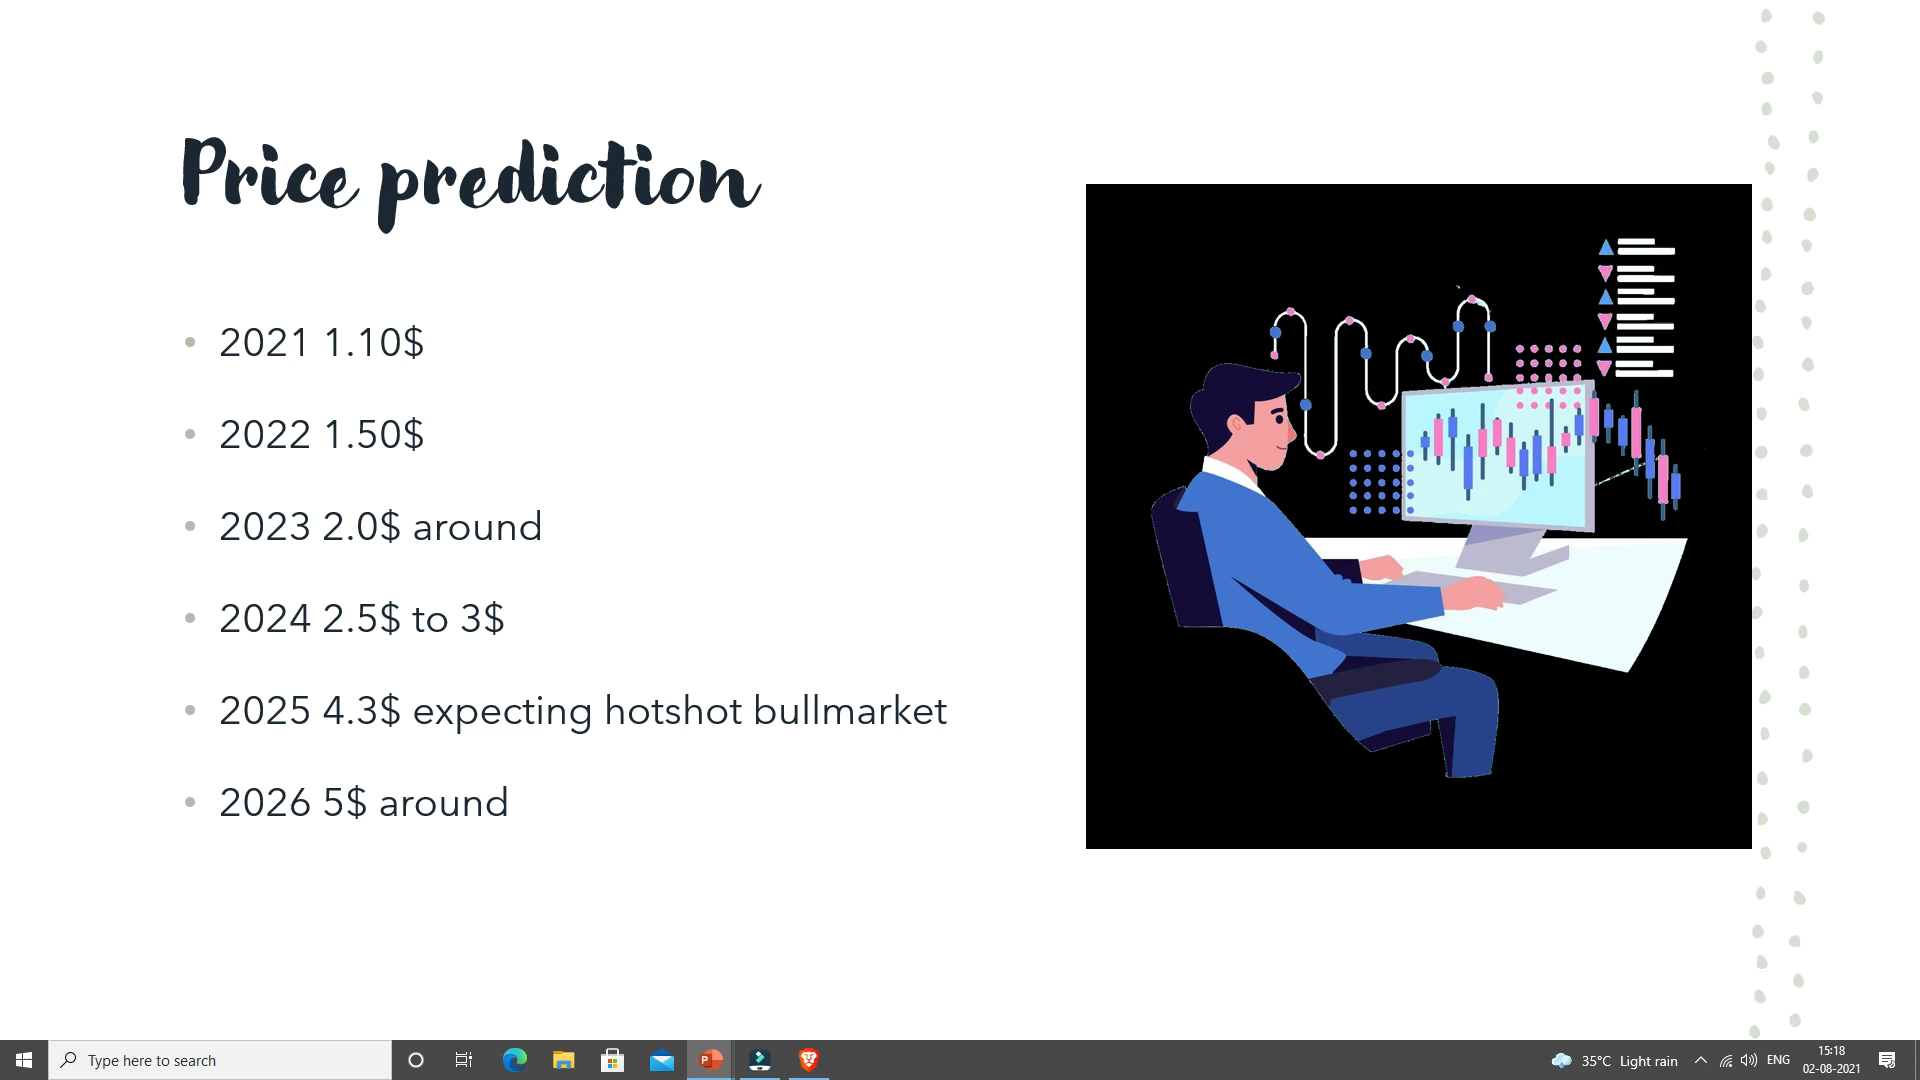 Price prediction
2021 1.10$
2022 1.50$
2023 2.0$ around
2024 2.5$ to 3$
2025 4.3$ expecting hotshot bullmarket
2026 5$ around
Type here to search
P
35°C Light rain
ENG
15:18
02-08-2021